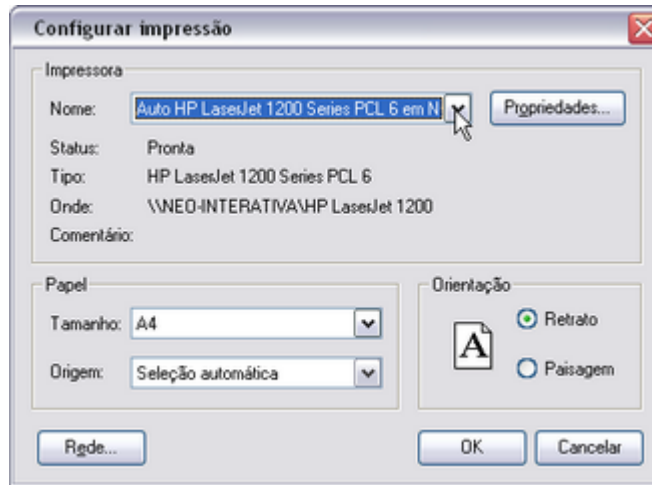 Configurar impressão
Impressora
Nome: Auto HP LaserJet 1200 Series PCL 6 em N Propriedades...
Status: Pronta
Tipo: HP LaserJet 1200 Series PCL 6
Onde: \\NEO-INTERATIVA\HP LaserJet 1200
Comentário:
Papel
Tamanho: A4
Origem: Seleção automática
Orientação
A
Retrato
Paisagem
Rede... OK Cancelar